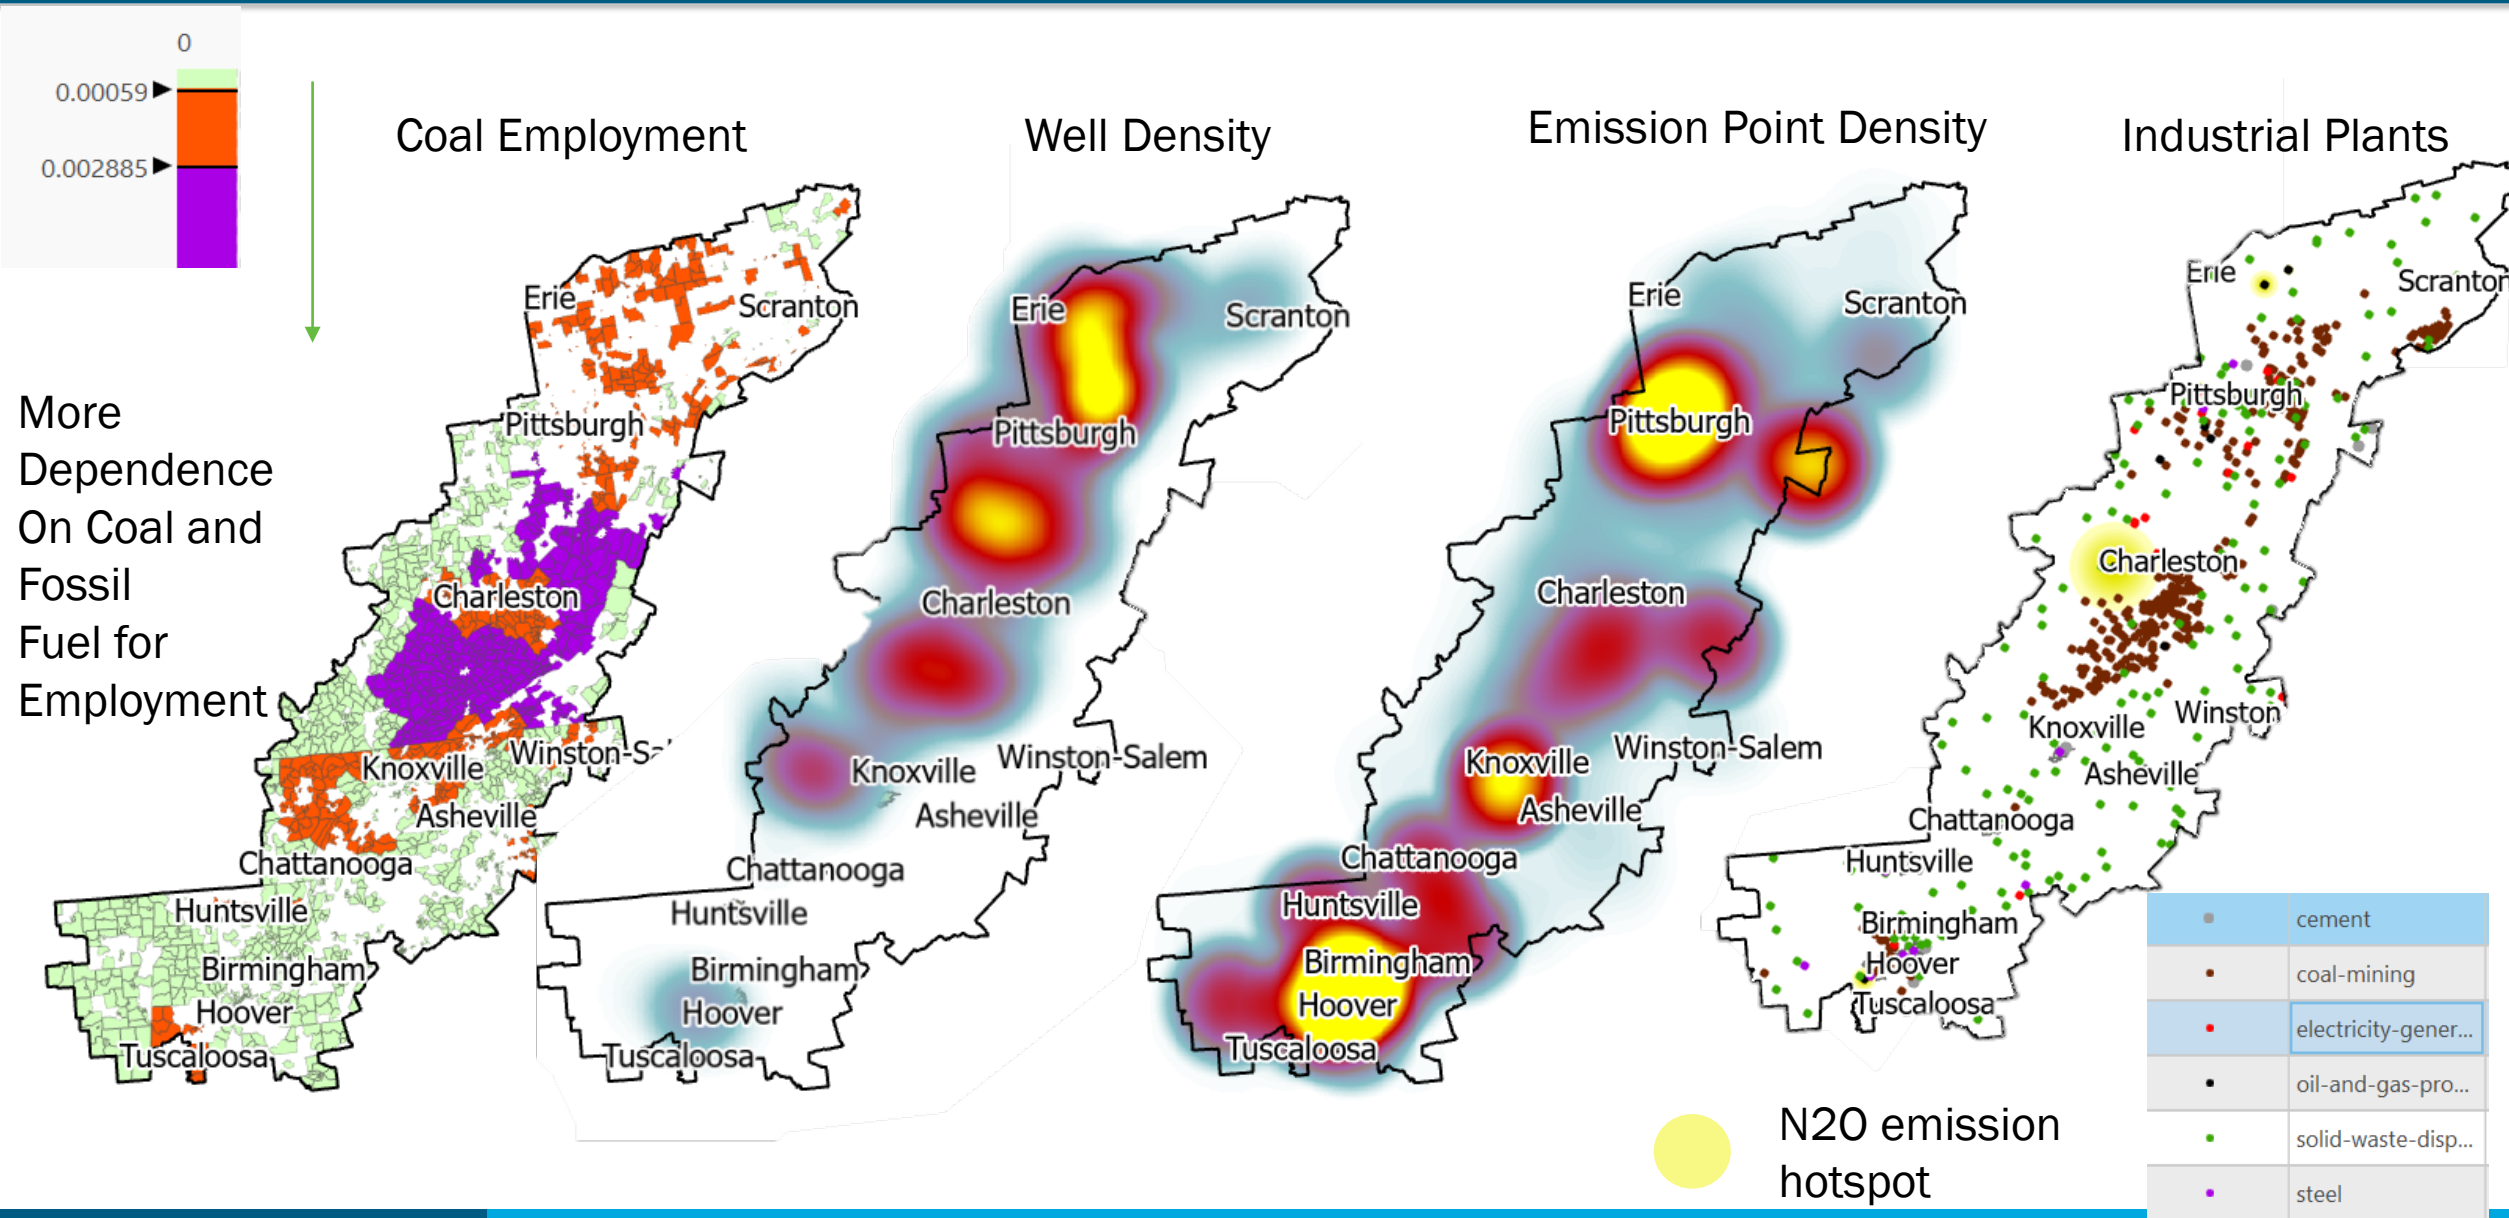 0
0.00059
0.002885
More
Dependence
On Coal and
Fossil
Fuel for
Employment
Coal Employment
Erie
Scranton
Pittsburgh
Charleston
Winston-Sa
Knoxville
Asheville
Chattanooga
Huntsville
Birmingham
Hoover
Tuscaloosa
Well Density
Erie
Scranton
Pittsburgh
Charleston
Winston-Salem
Knoxville
Asheville
Chattanooga
Huntsville
Birmingham
Hoover
Tuscaloosa
Emission Point Density
Erie
Scranton
Pittsburgh
Charleston
Winston-Salem
Knoxville
Asheville
Chattanooga
Huntsville
Birmingham
Hoover
Tuscaloosa
Industrial Plants
Erie
Scranton
Pittsburgh
Charleston
Winston
Knoxville
Asheville
Chattanooga
Huntsville
Birmingham
Hoover
Tuscaloosa
N2O emission
hotspot
cement
coal-mining
electricity-gener...
oil-and-gas-pro...
solid-waste-disp...
steel